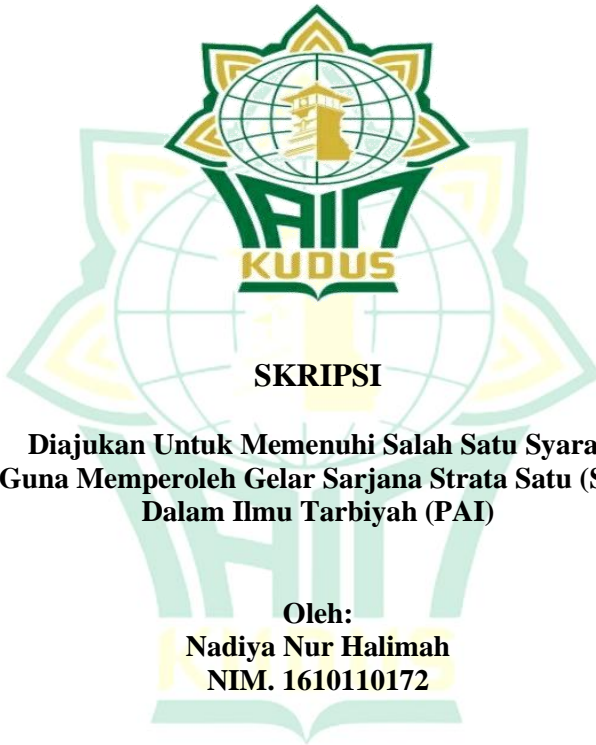 IAIN
KUDUS
SKRIPSI
Diajukan Untuk Memenuhi Salah Satu Syara
Guna Memperoleh Gelar Sarjana Strata Satu (S
Dalam Ilmu Tarbiyah (PAI)
Oleh:
Nadiya Nur Halimah
NIM. 1610110172